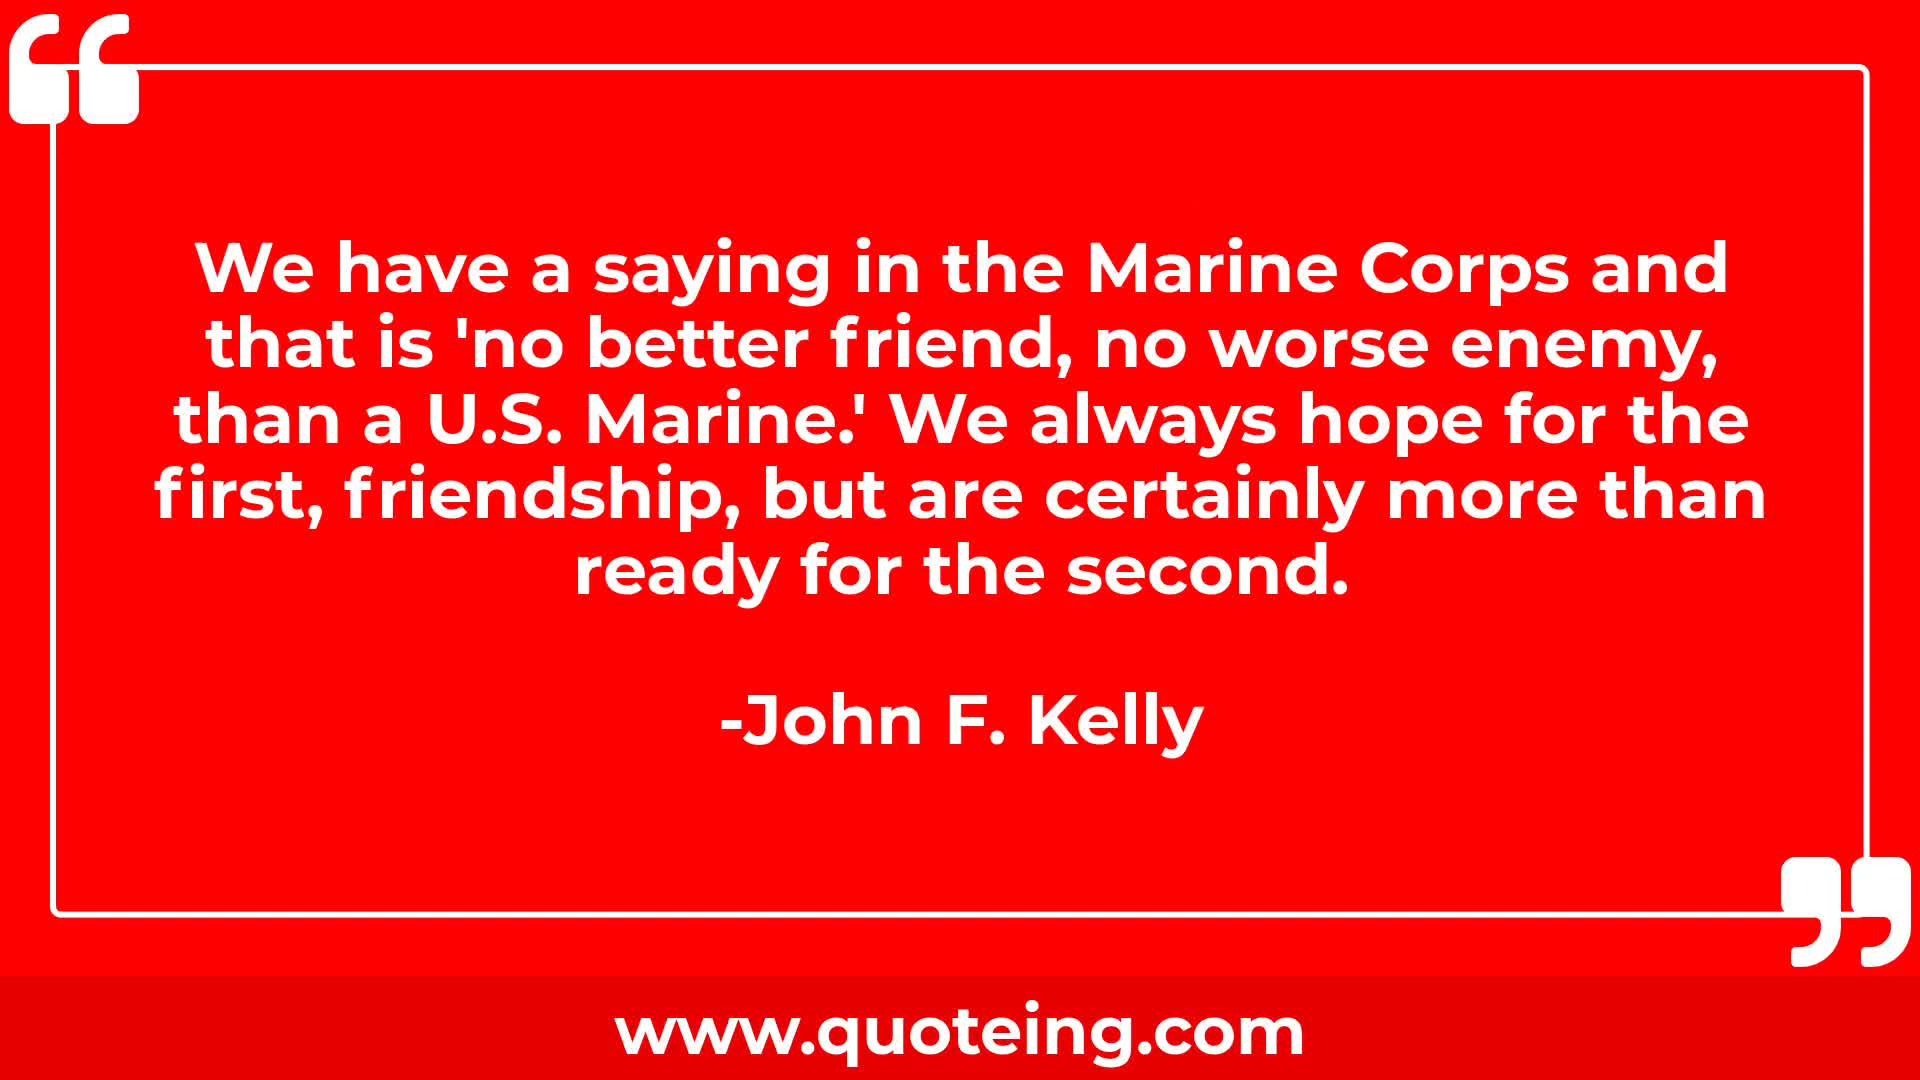 We have a saying in the Marine Corps and
that is 'no better friend, no worse enemy,
than a U.S. Marine.' We always hope for the
first, friendship, but are certainly more than
ready for the second.
-John F. Kelly
www.quoteing.com